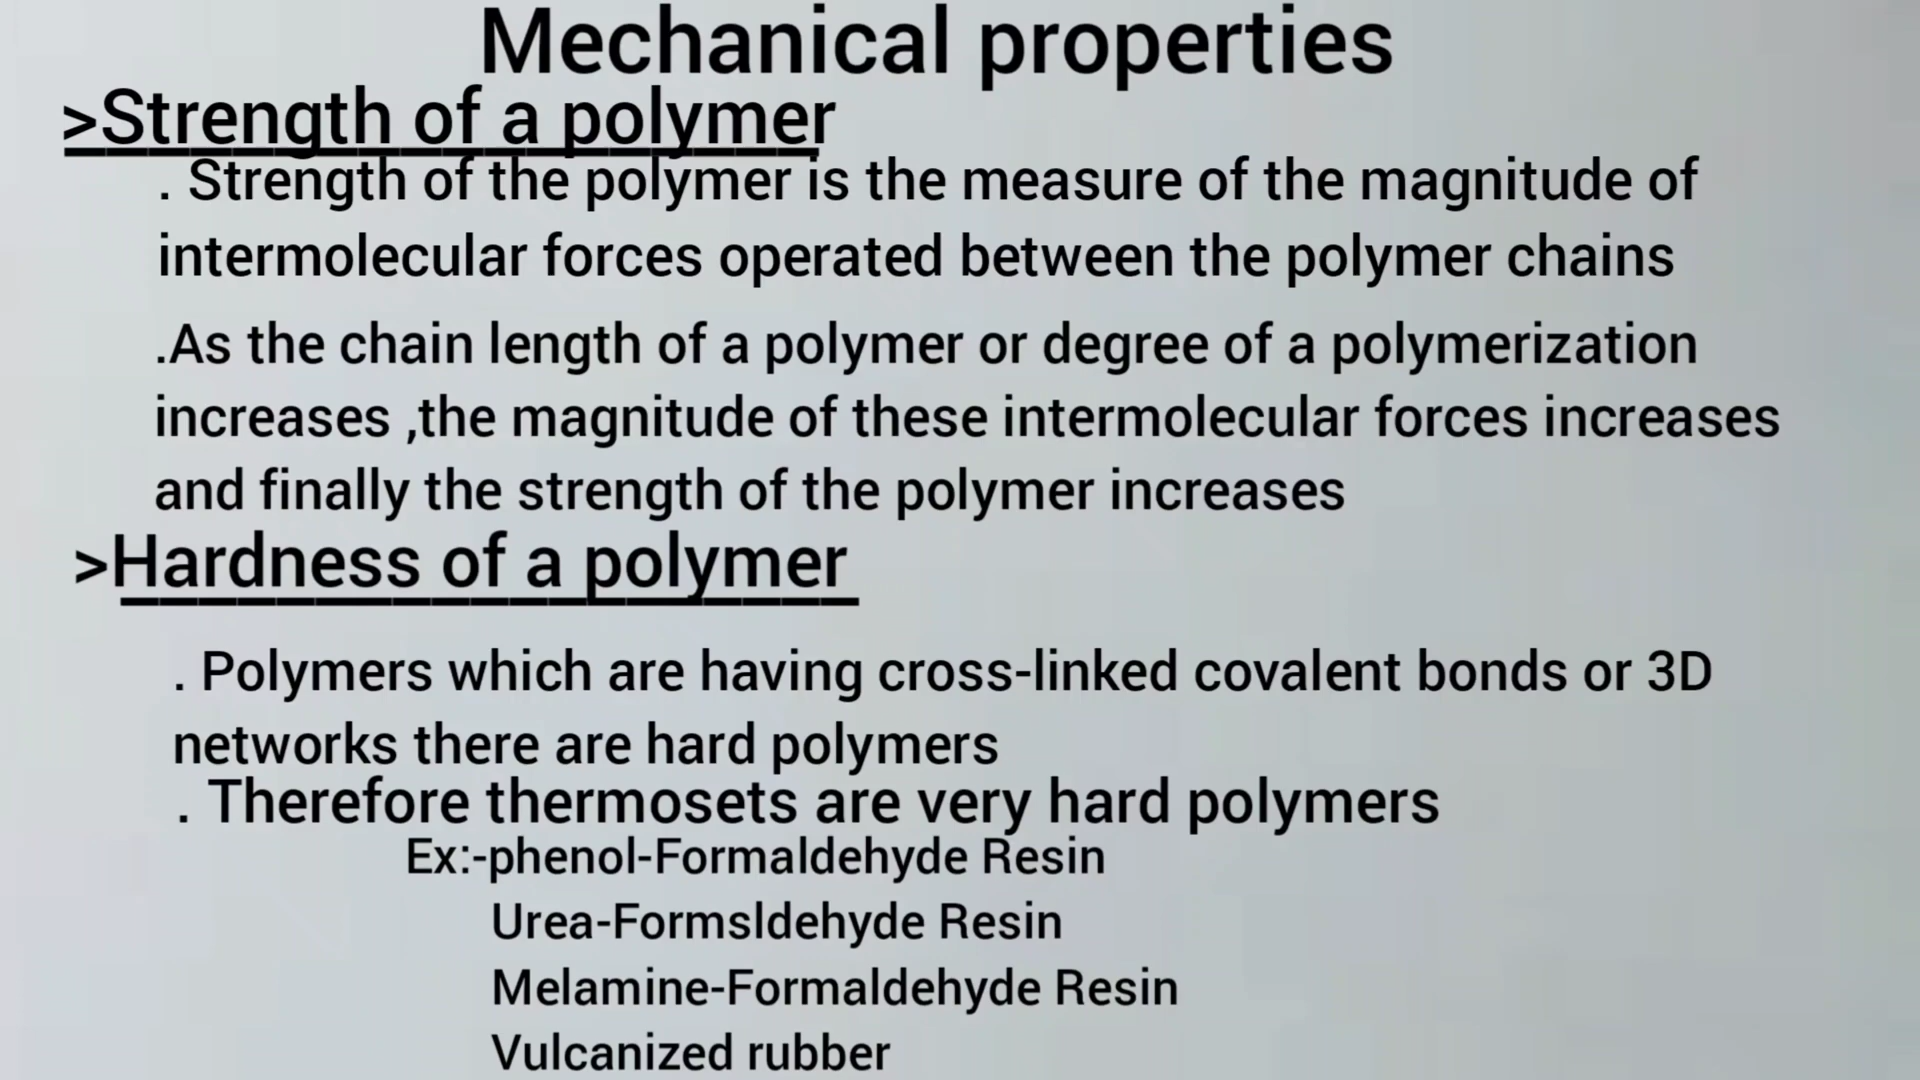 Mechanical properties
>Strength of a polymer
. Strength of the polymer is the measure of the magnitude of
intermolecular forces operated between the polymer chains
.As the chain length of a polymer or degree of a polymerization
increases ,the magnitude of these intermolecular forces increases
and finally the strength of the polymer increases
>Hardness of a polymer
. Polymers which are having cross-linked covalent bonds or 3D
networks there are hard polymers
. Therefore thermosets are very hard polymers
Ex:-phenol-Formaldehyde Resin
Urea-Formsldehyde Resin
Melamine-Formaldehyde Resin
Vulcanized rubber